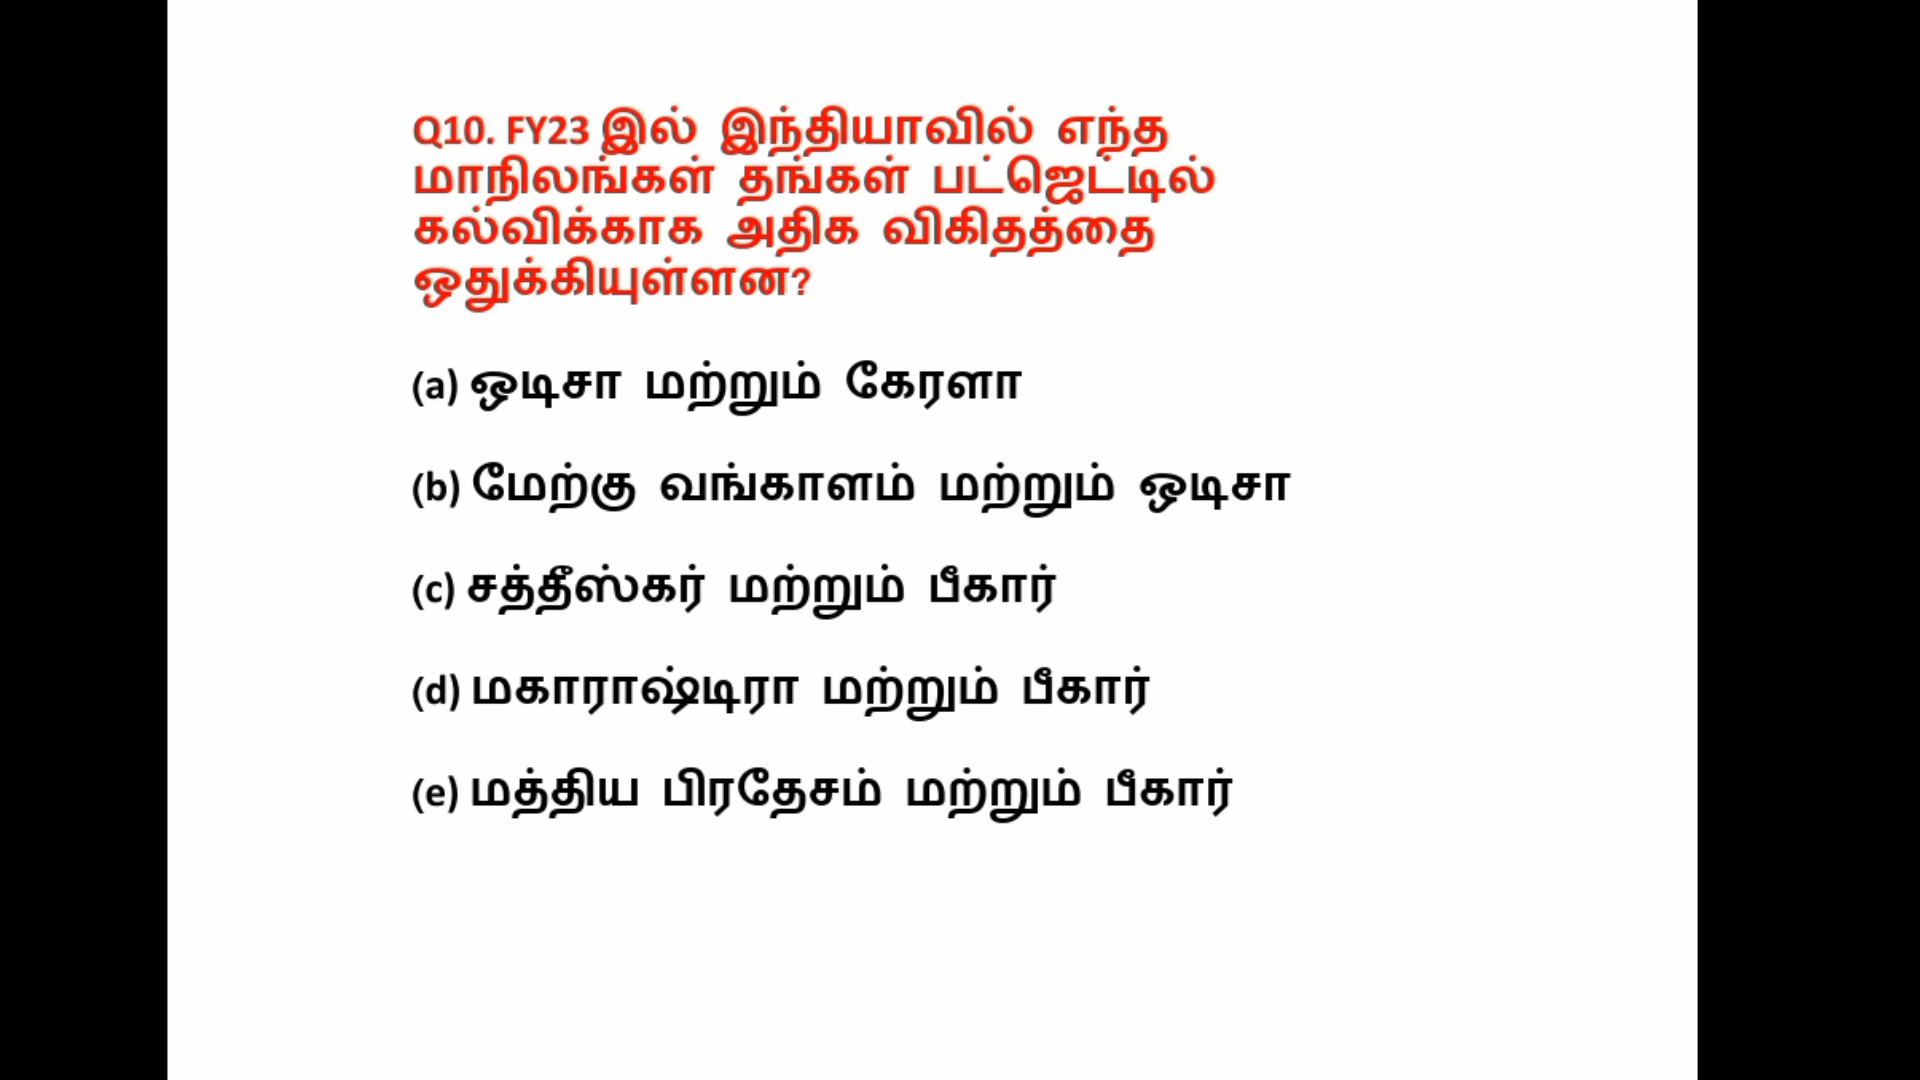 Q10. FY23 இல் இந்தியாவில் எந்த
மாநிலங்கள் தங்கள் பட்ஜெட்டில்
கல்விக்காக அதிக விகிதத்தை
ஒதுக்கியுள்ளன?
(a) ஒடிசா மற்றும் கேரளா
(b) மேற்கு வங்காளம் மற்றும் ஒடிசா
(c) சத்தீஸ்கர் மற்றும் பீகார்
(d) மகாராஷ்டிரா மற்றும் பீகார்
(e) மத்திய பிரதேசம் மற்றும் பீகார்